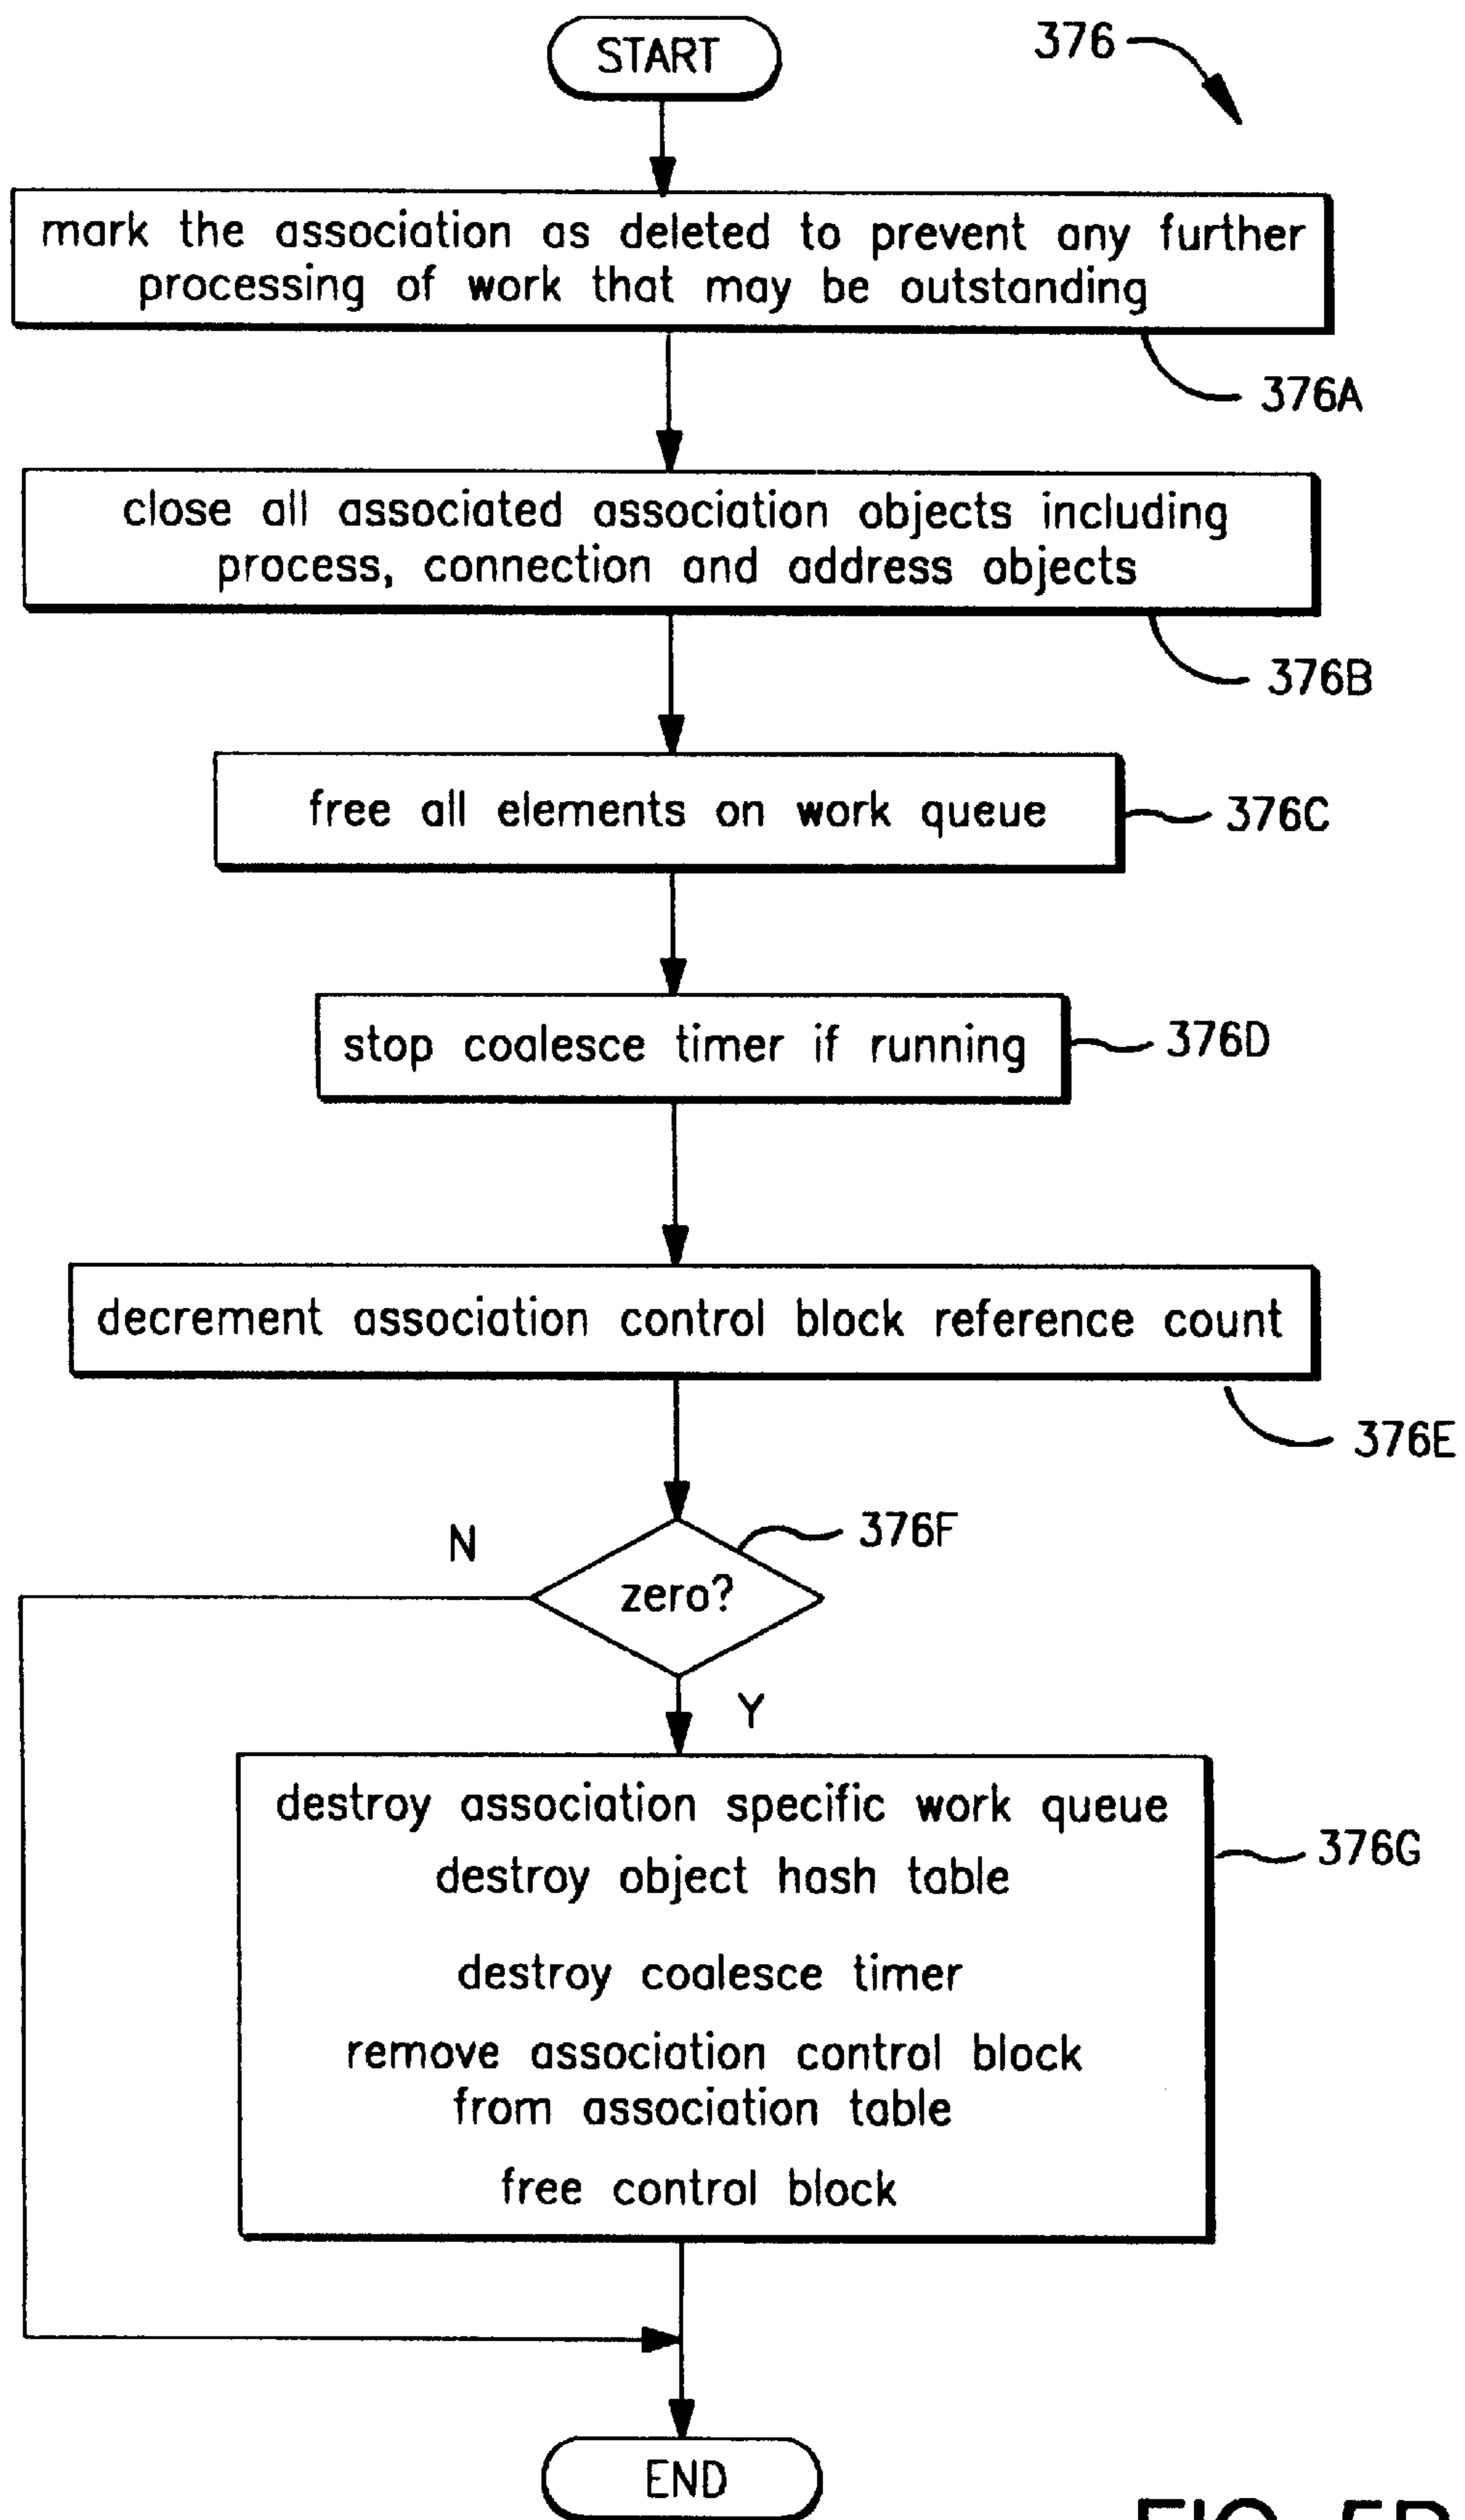 START
376
mark the association as deleted to prevent any further
processing of work that may be outstanding
376A
close all associated association objects including
process, connection and address objects
376B
free all elements on work queue
376C
stop coalesce timer if running
376D
decrement association control block reference count
376E
N
376F
zero?
Y
destroy association specific work queue
destroy object hash table
376G
destroy coalesce timer
remove association control block
from association table
free control block
END